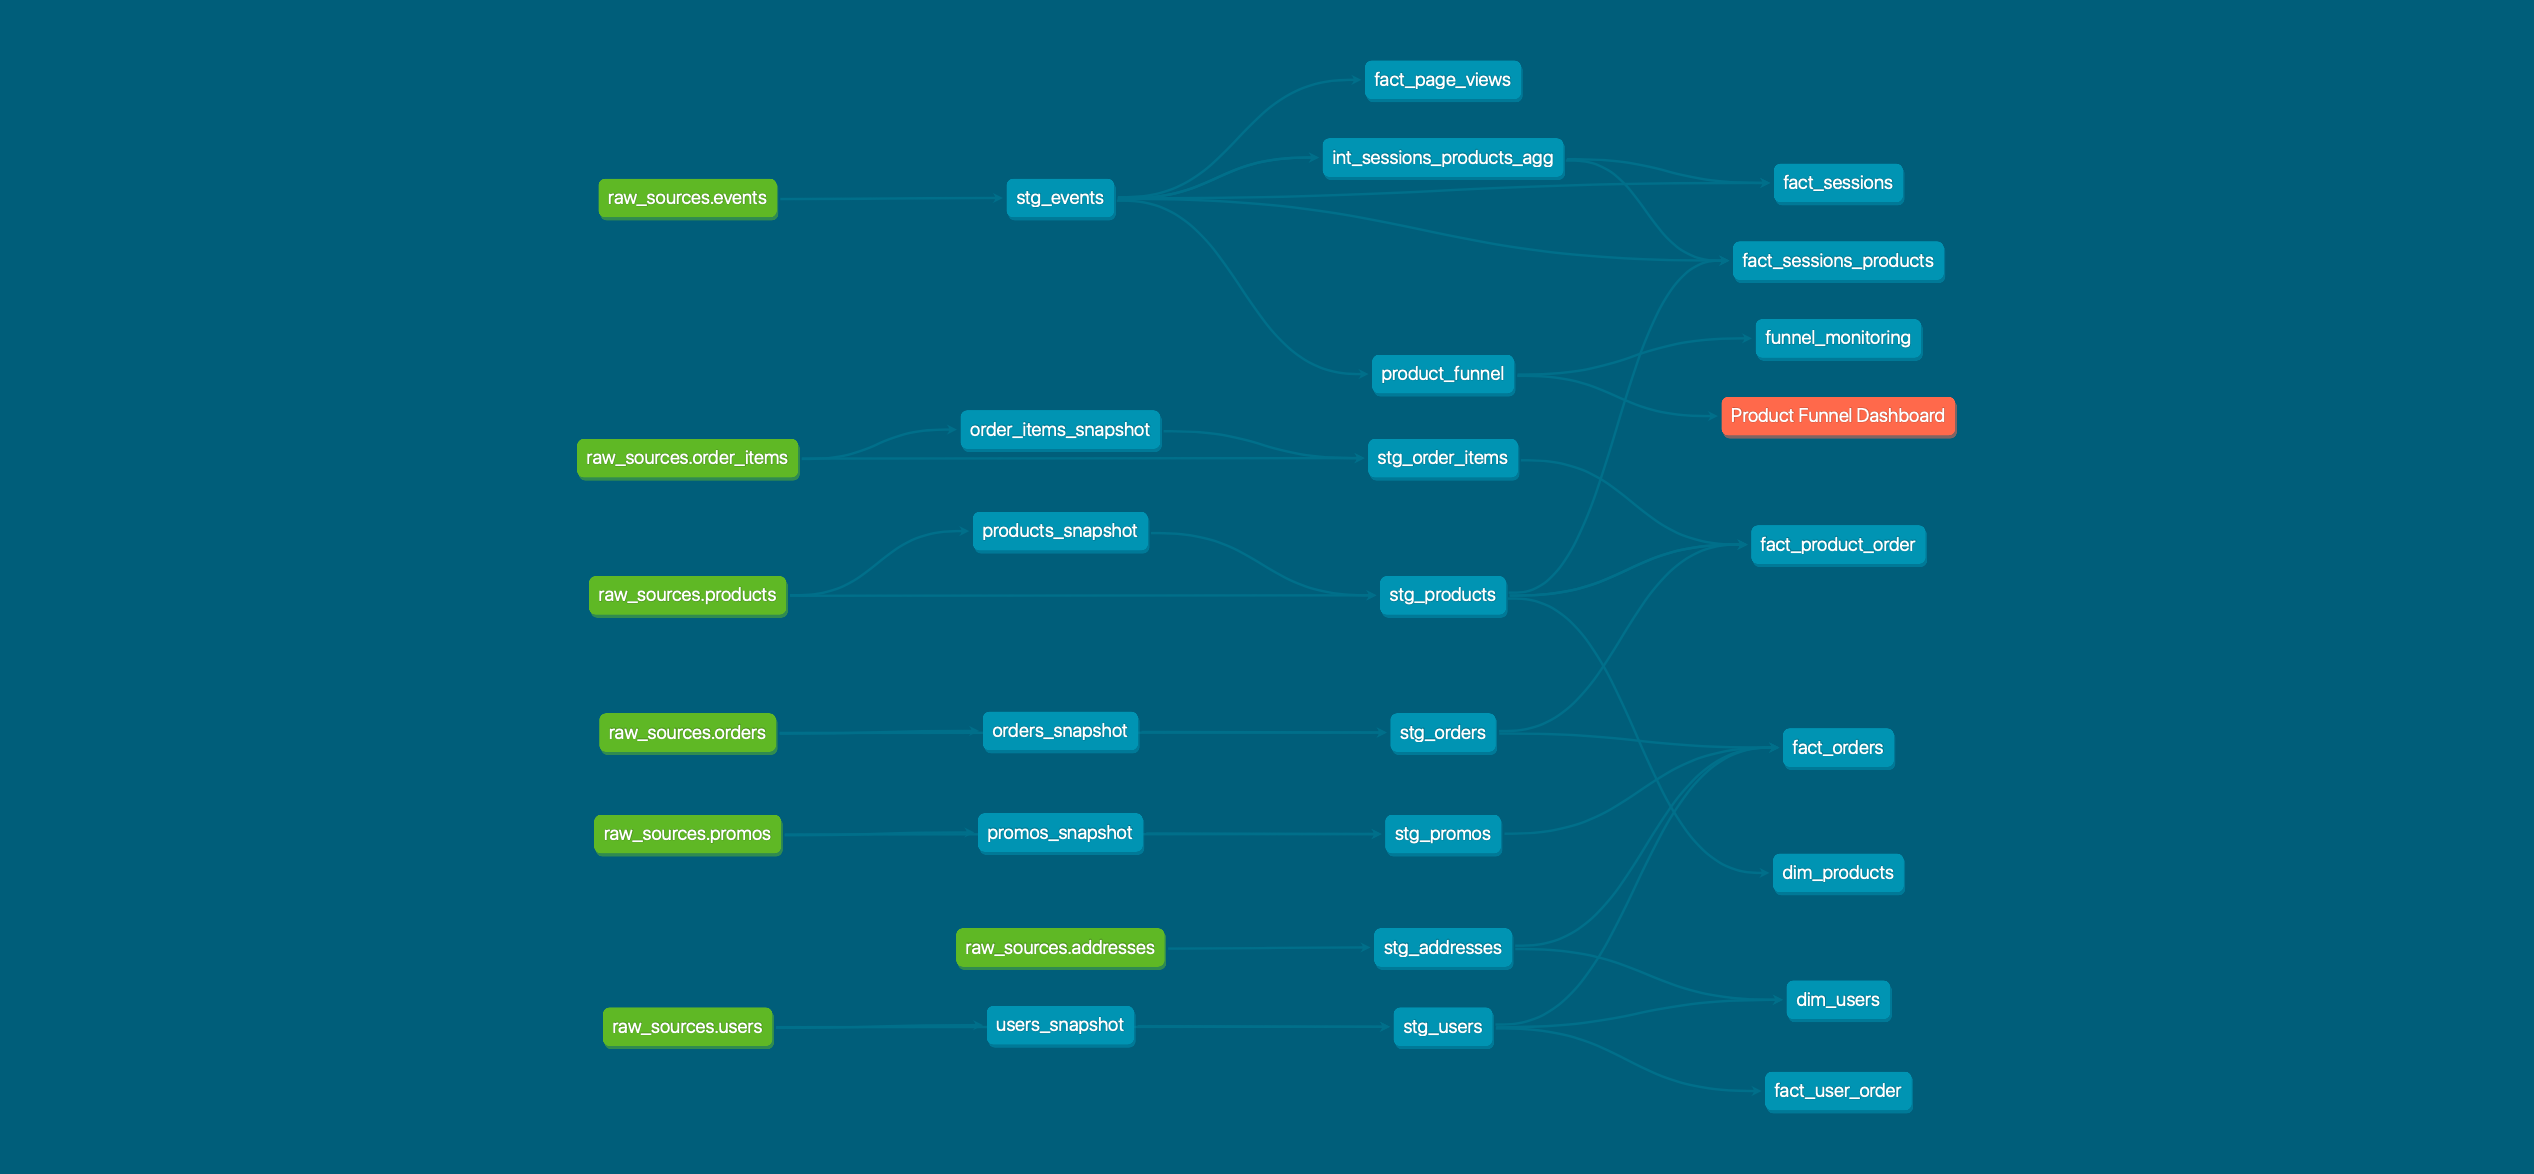 fact_page_views
int_sessions_products_agg
fact_sessions
raw_sources.events
stg_events
fact_sessions_products
funnel_monitoring
product_funnel
Product Funnel Dashboard
order_items_snapshot
raw_sources.order_items
stg_order_items
products_snapshot
fact_product_order
raw_sources.products
stg_products
raw_sources.orders
orders_snapshot
stg_orders
fact_orders
raw_sources.promos
promos_snapshot
stg_promos
dim_products
raw_sources.addresses
stg_addresses
dim_users
raw_sources.users
users_snapshot
stg_users
fact_user_order